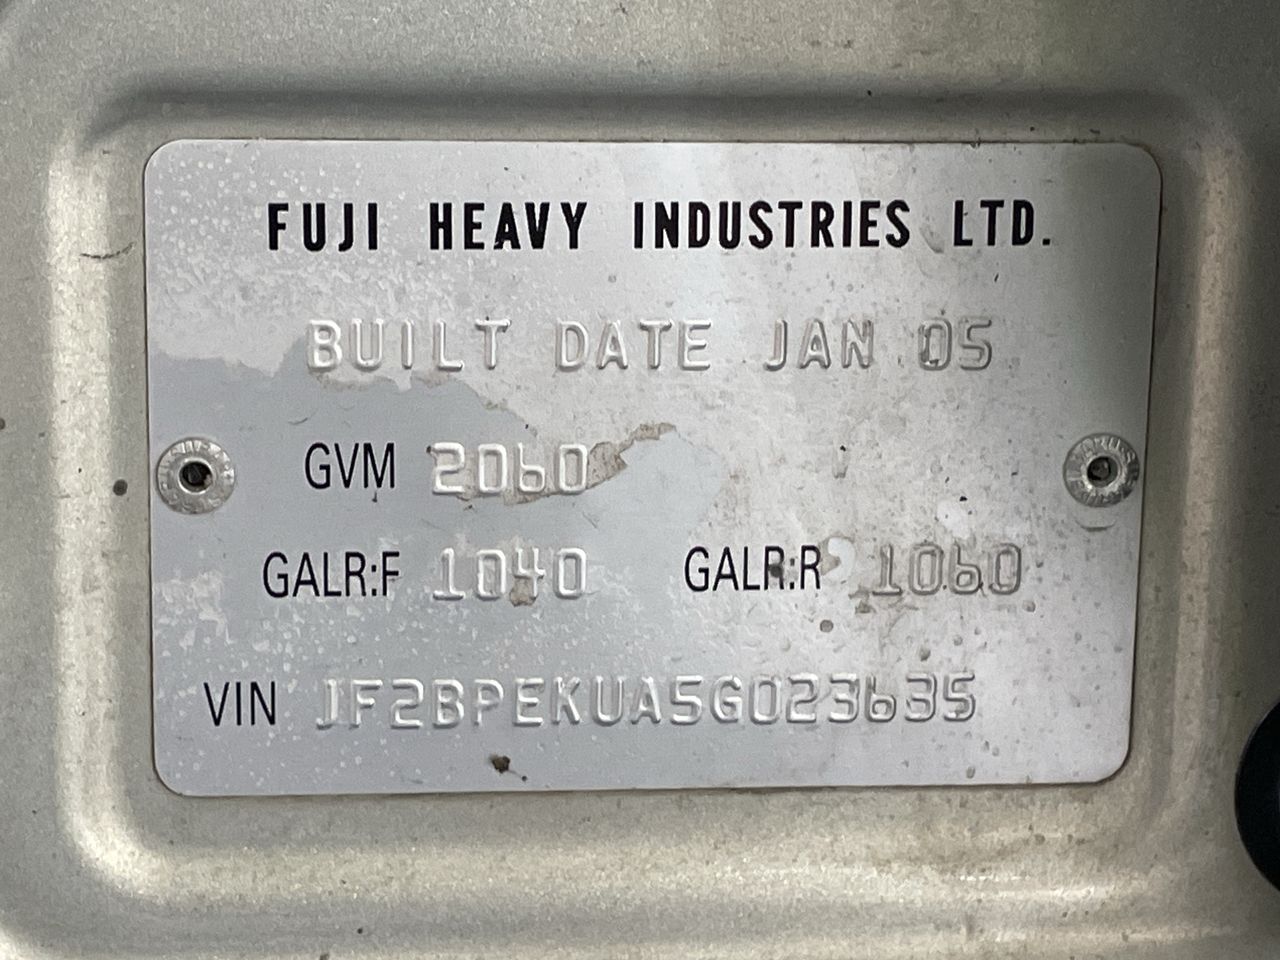 FUJI HEAVY INDUSTRIES LTD.
BUILT DATE JAN 05
GVM 2060
GALR:F 1040 GALR:R 1060
VIN JF2BPEKUA5G023635